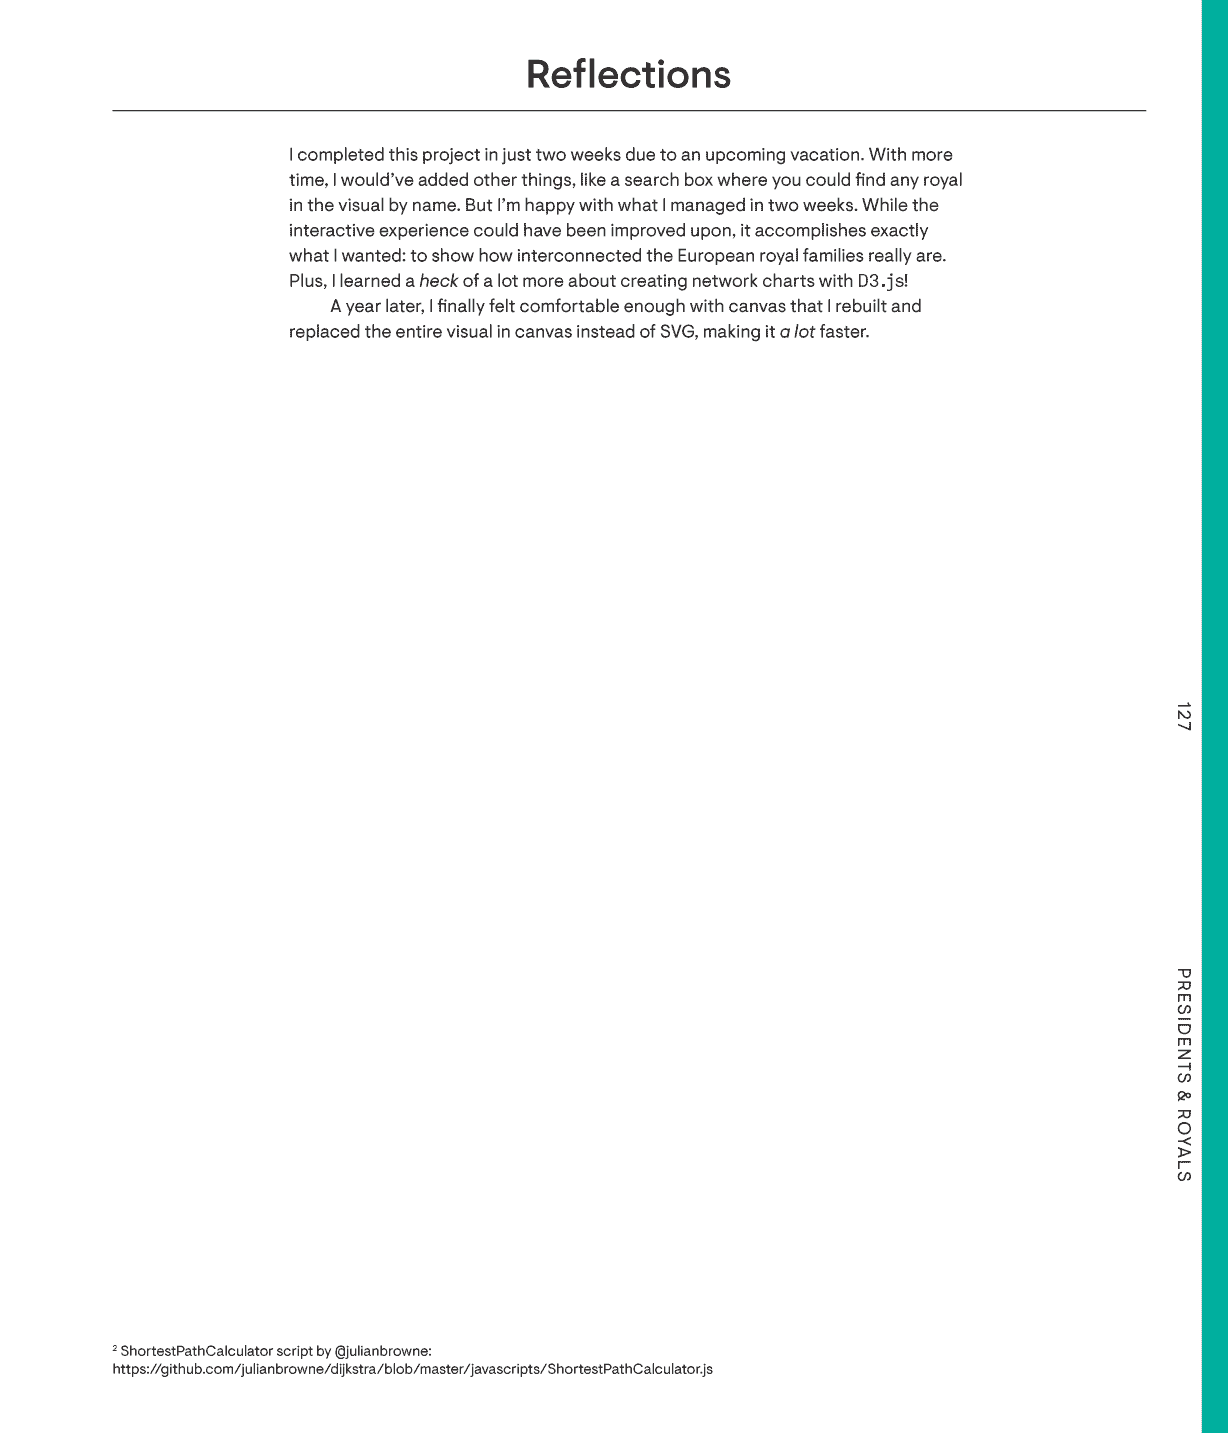 Reflections
I completed this project in just two weeks due to an upcoming vacation. With more
time, I would’ve added other things, like a search box where you could find any royal
in the visual by name. But I’m happy with what I managed in two weeks. While the
interactive experience could have been improved upon, it accomplishes exactly
what I wanted: to show how interconnected the European royal families really are.
Plus, I learned a heck of a lot more about creating network charts with D3.js!
A year later, I finally felt comfortable enough with canvas that I rebuilt and
replaced the entire visual in canvas instead of SVG, making it a lot faster.
127
PRESIDENTS & ROYALS
² ShortestPathCalculator script by @julianbrowne:
https://github.com/julianbrowne/dijkstra/blob/master/javascripts/ShortestPathCalculator.js